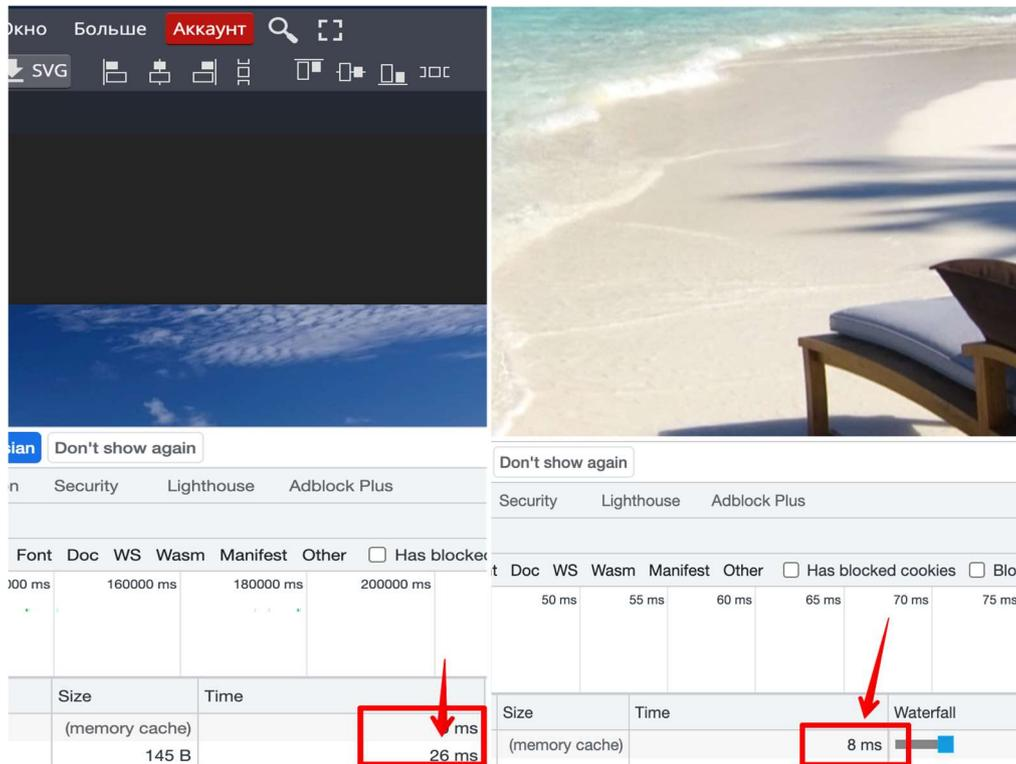 Больше Аккаунт
SVG
Don't show again
Security Lighthouse Adblock Plus
Font Doc WS Wasm Manifest Other Has blocked
160000 ms 180000 ms 200000 ms
Size Time
(memory cache) ms
145 B 26 ms
Don't show again
Security Lighthouse Adblock Plus
Doc WS Wasm Manifest Other Has blocked cookies Blo
50 ms 55 ms 60 ms 65 ms 70 ms 75 ms
Size Time Waterfall
(memory cache) 8 ms